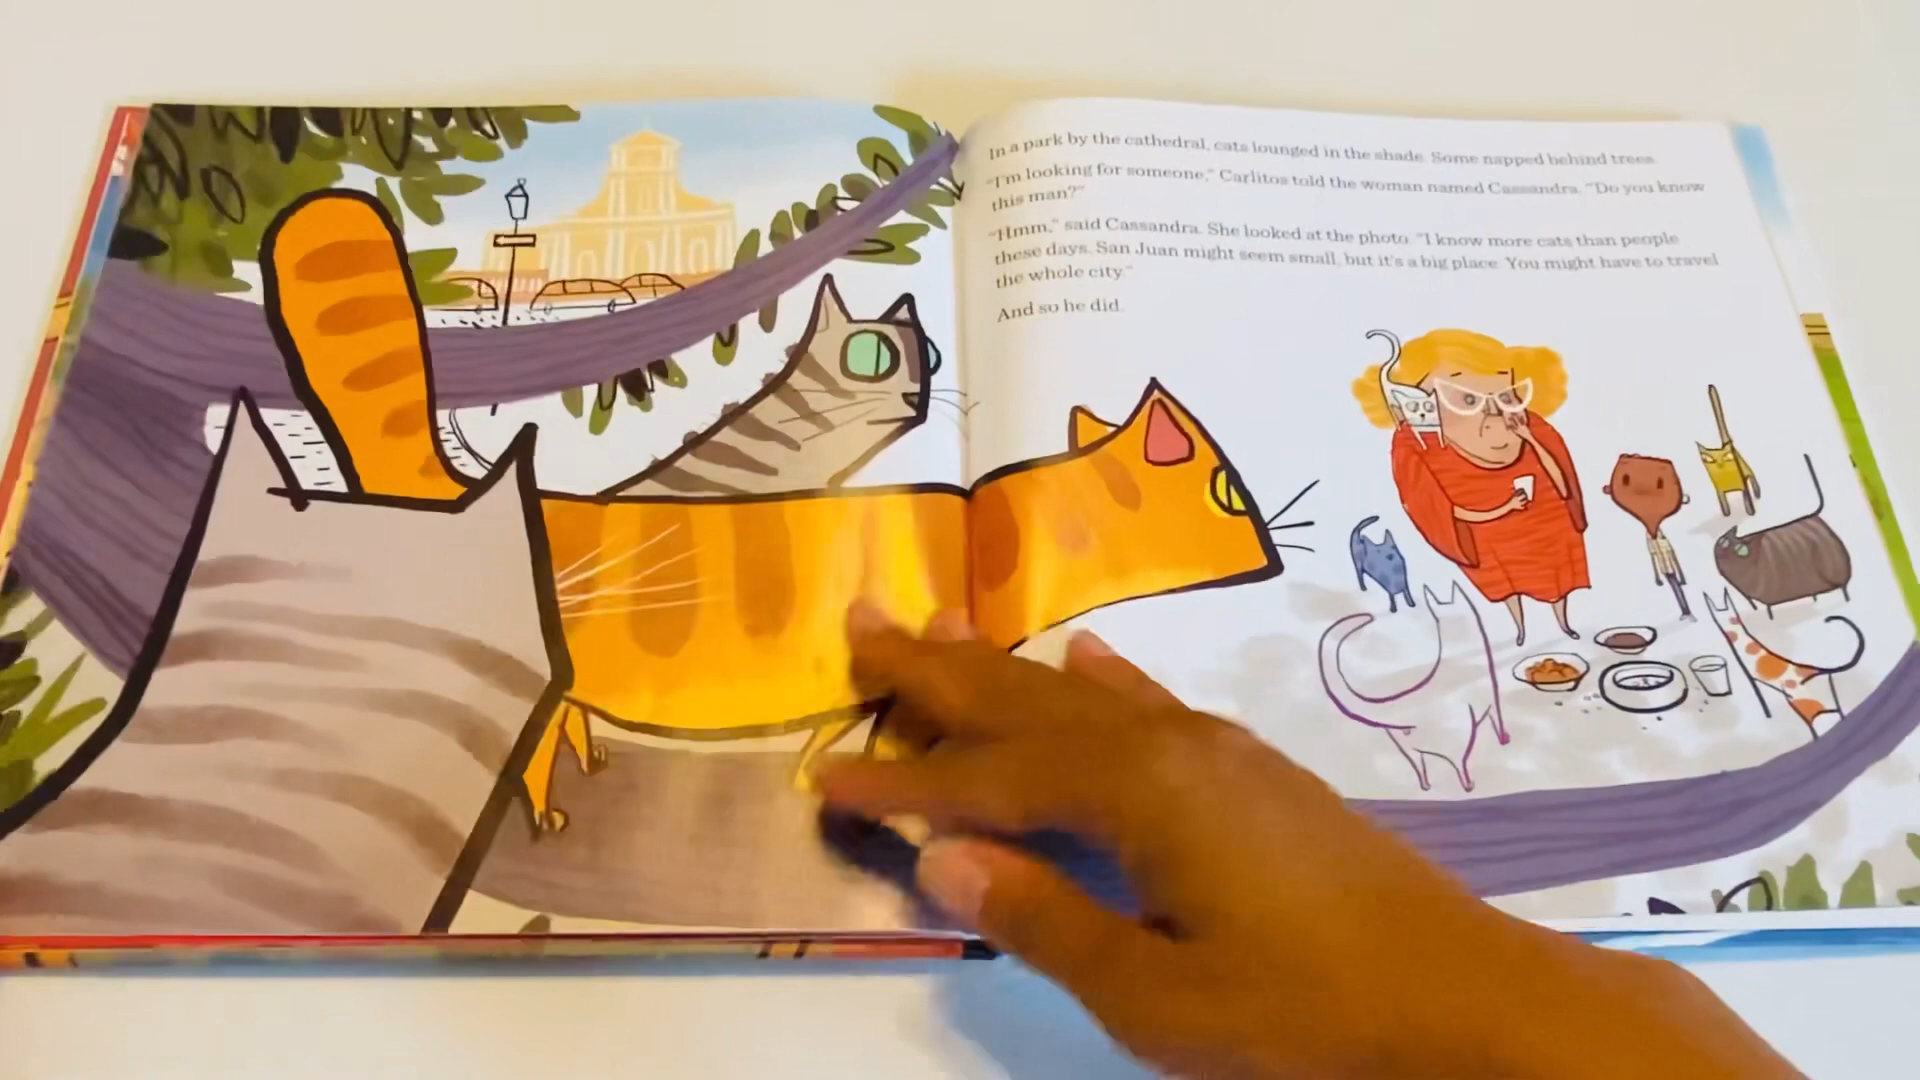 In a park by the cathedral, cats lounged in the shade. Some napped behind trees.
"I'm looking for someone," Carlitos told the woman named Cassandra. "Do you know
this man?"
"Hmm," said Cassandra. She looked at the photo. "I know more cats than people
these days. San Juan might seem small, but it's a big place. You might have to travel
the whole city."
And so he did.